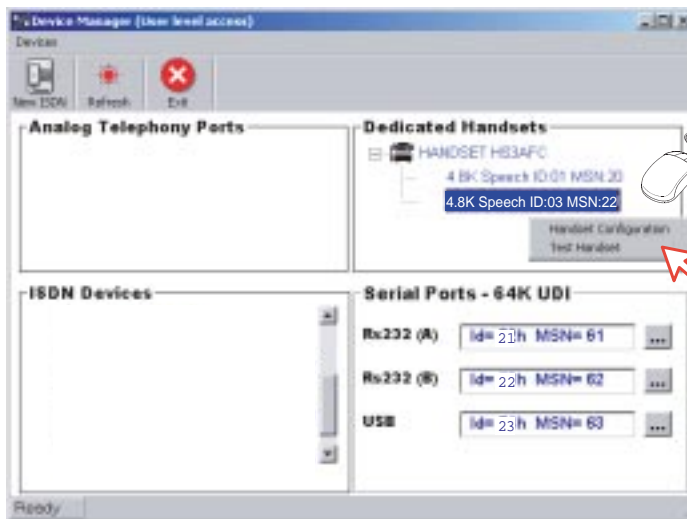 Device Manager (User level access)
Devices
New ISDN Refresh Exit
Analog Telephony Ports
Dedicated Handsets
HANDSET HS3AFC
4.8K Speech ID:01 MSN:20
4.8K Speech ID:03 MSN:22
Handset Configuration
Test Handset
ISDN Devices
Serial Ports - 64K UDI
Rs232 (A) Id= 21h MSN= 61 ...
Rs232 (B) Id= 22h MSN= 62 ...
USB Id= 23h MSN= 63 ...
Ready